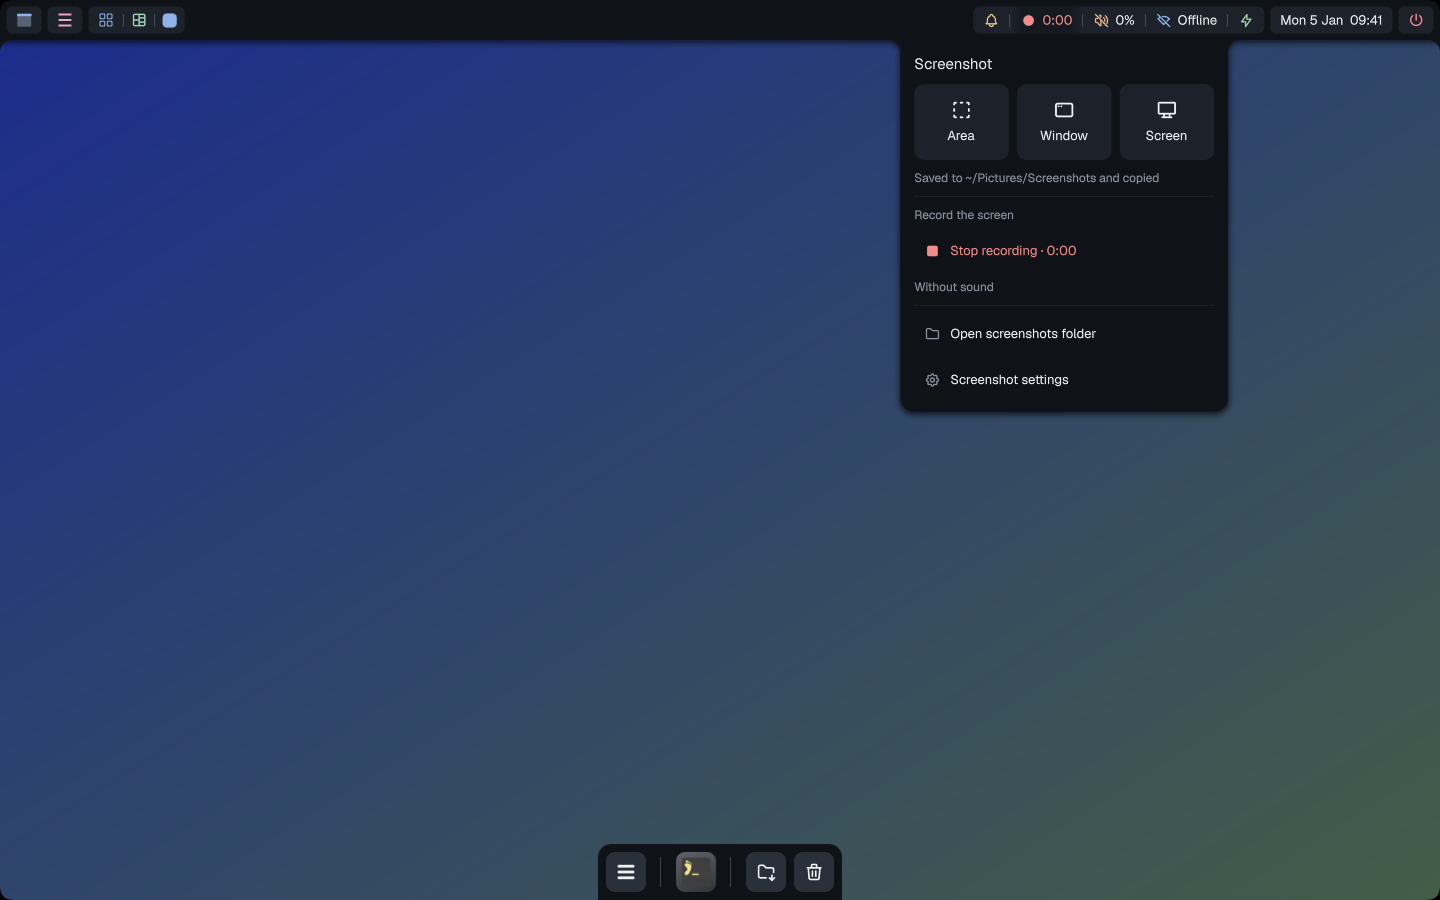 0:00
0%
Offline
Mon 5 Jan 09:41
Screenshot
Area
Window
Screen
Saved to ~/Pictures/Screenshots and copied
Record the screen
Stop recording · 0:00
Without sound
Open screenshots folder
Screenshot settings